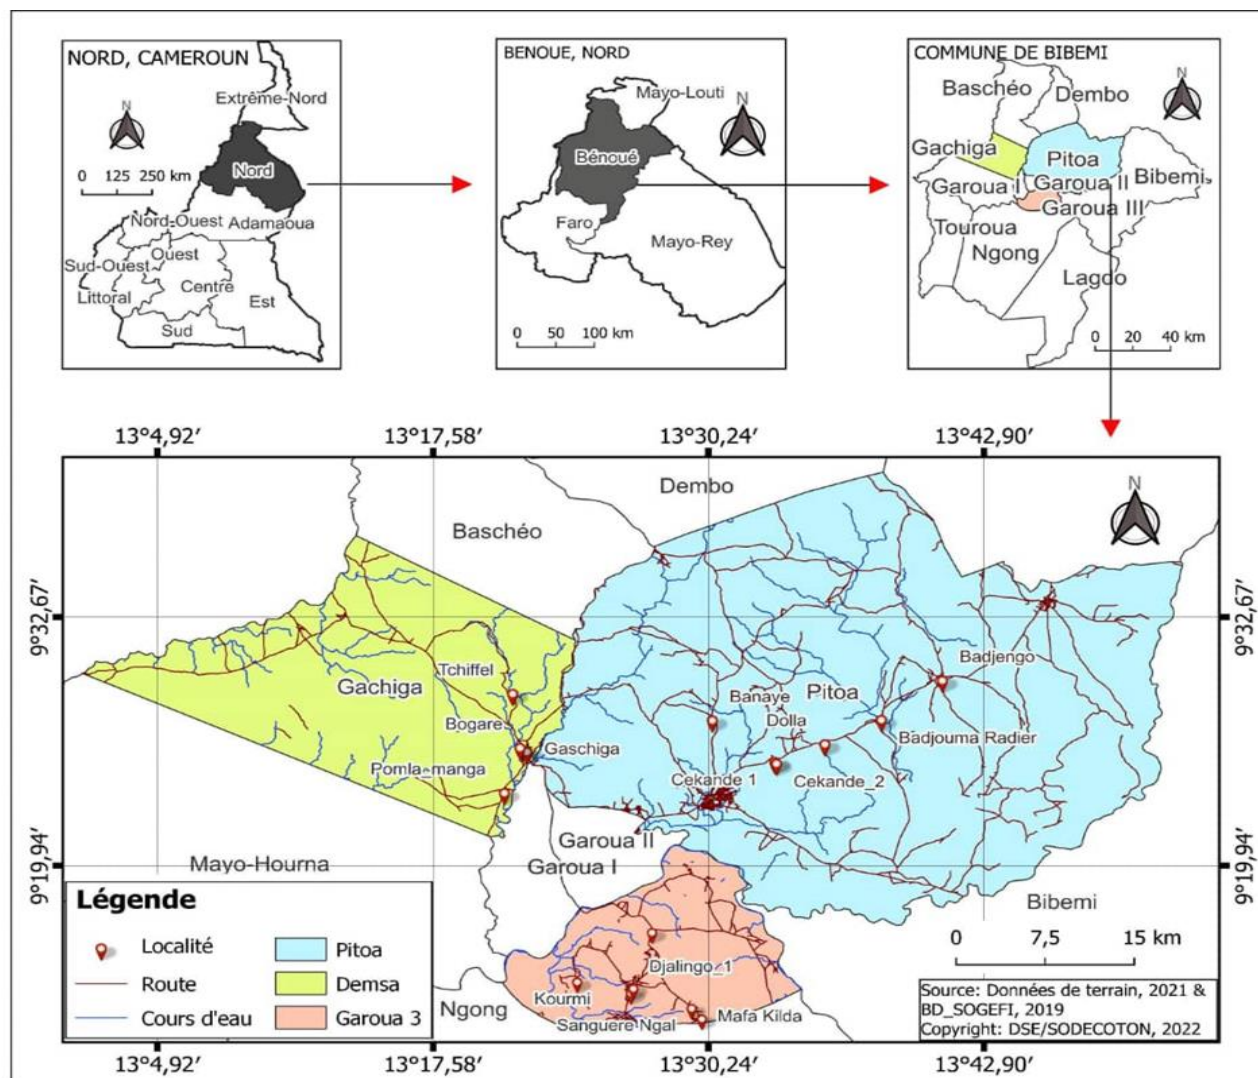 NORD, CAMEROUN
N
Extrême-Nord
0 125 250 km
Nord
Nord-Ouest
Adamaoua
Ouest
Sud-Ouest
Centre
Littoral
Est
Sud
BENOUE, NORD
Mayo-Louti
N
Bénoué
Faro
Mayo-Rey
0 50 100 km
COMMUNE DE BIBEMI
Baschéo
Dembo
N
Gachiga
Pitoa
Garoua I
Garoua II
Bibemi
Garoua III
Touroua
Ngong
Lagdo
0 20 40 km
13°4,92′ 13°17,58′ 13°30,24′ 13°42,90′
Dembo
N
Baschéo
9°32,67′
9°32,67′
Badjengo
Tchiffel
Gachiga
Banaye
Pitoa
Dolla
Bogare
Gaschiga
Badjouma Radier
Pomla_manga
Cekande 1
Cekande_2
Garoua II
Garoua I
Mayo-Hourna
9°19,94′
9°19,94′
Bibemi
Légende
Localité
Route
Cours d'eau
Pitoa
Demsa
Garoua 3
0 7,5 15 km
Djalingo_1
Kourmi
Ngong
Sanguere Ngal
Mafa Kilda
Source: Données de terrain, 2021 &
BD_SOGEFI, 2019
Copyright: DSE/SODECOTON, 2022
13°4,92′ 13°17,58′ 13°30,24′ 13°42,90′